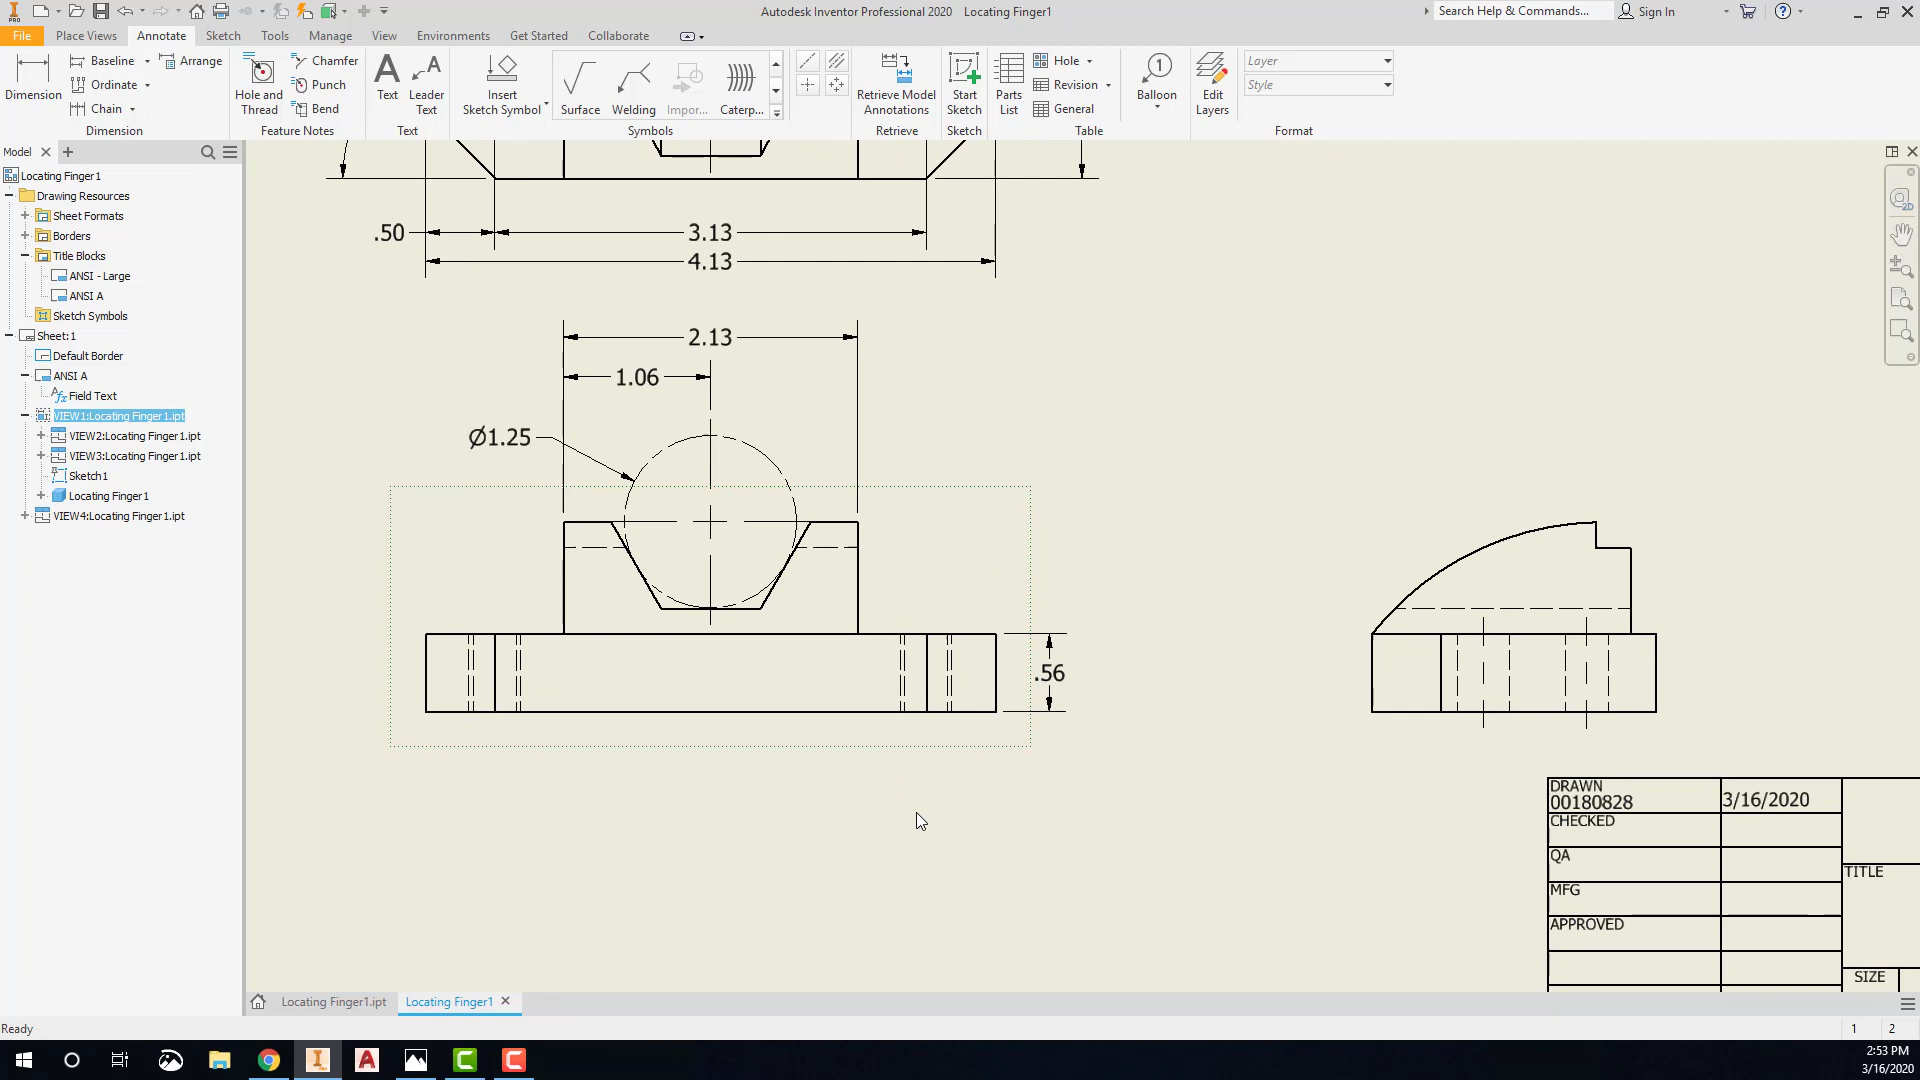 PRO
Autodesk Inventor Professional 2020 Locating Finger1
Search Help & Commands...
Sign In
File
Place Views
Annotate
Sketch
Tools
Manage
View
Environments
Get Started
Collaborate
Dimension
Baseline
Ordinate
Chain
Arrange
Dimension
Hole and
Thread
Chamfer
Punch
Bend
Feature Notes
Text
Leader
Text
Text
Insert
Sketch Symbol
Surface
Welding
Impor...
Caterp...
Symbols
Retrieve Model
Annotations
Retrieve
Start
Sketch
Sketch
Parts
List
Hole
Revision
General
Table
Balloon
Edit
Layers
Layer
Style
Format
Model
Locating Finger1
Drawing Resources
Sheet Formats
Borders
Title Blocks
ANSI - Large
ANSI A
Sketch Symbols
Sheet:1
Default Border
ANSI A
Field Text
VIEW1:Locating Finger1.ipt
VIEW2:Locating Finger1.ipt
VIEW3:Locating Finger1.ipt
Sketch1
Locating Finger1
VIEW4:Locating Finger1.ipt
2D
.50
3.13
4.13
2.13
1.06
Ø1.25
.56
DRAWN
00180828
3/16/2020
CHECKED
QA
MFG
APPROVED
TITLE
SIZE
Locating Finger1.ipt
Locating Finger1
Ready
1
2
2:53 PM
3/16/2020